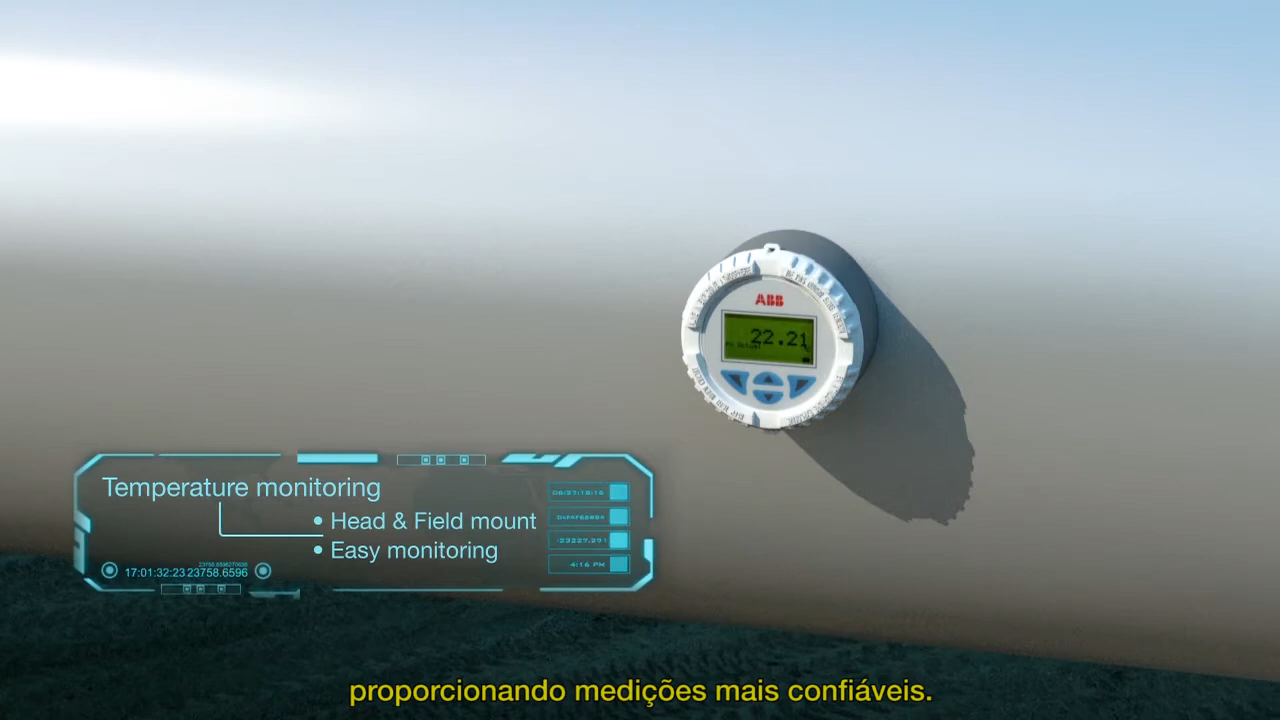 ABB
22.21
Temperature monitoring
Head & Field mount
Easy monitoring
17:01:32:23 23758.6596
4:16 PM
proporcionando medições mais confiáveis.